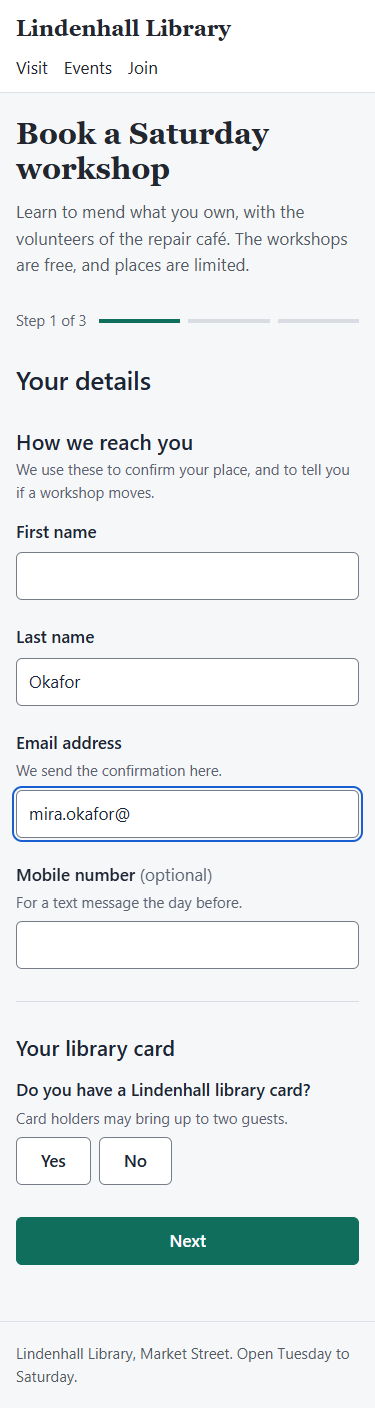 Lindenhall Library
Visit Events Join
Book a Saturday
workshop
Learn to mend what you own, with the
volunteers of the repair café. The workshops
are free, and places are limited.
Step 1 of 3
Your details
How we reach you
We use these to confirm your place, and to tell you
if a workshop moves.
First name
Last name
Okafor
Email address
We send the confirmation here.
mira.okafor@
Mobile number (optional)
For a text message the day before.
Your library card
Do you have a Lindenhall library card?
Card holders may bring up to two guests.
Yes No
Next
Lindenhall Library, Market Street. Open Tuesday to
Saturday.